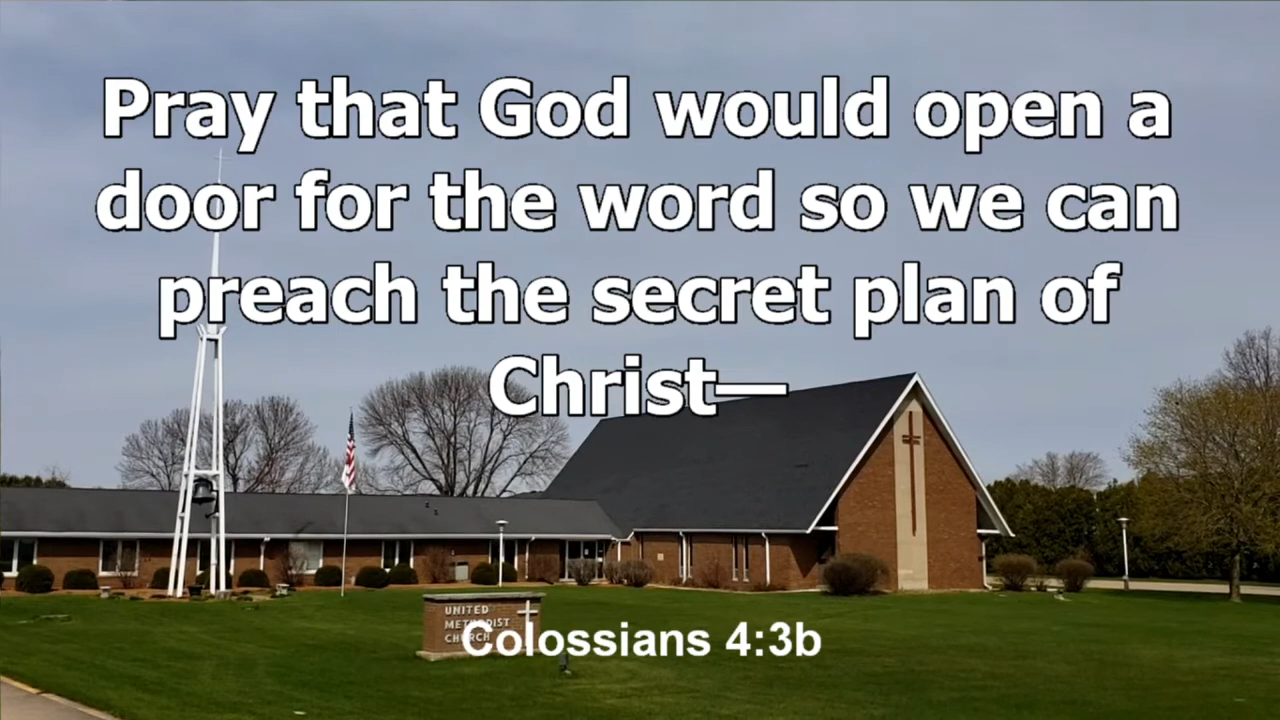 Pray that God would open a
door for the word so we can
preach the secret plan of
Christ—
UNITED
METHODIST
CHURCH
Colossians 4:3b